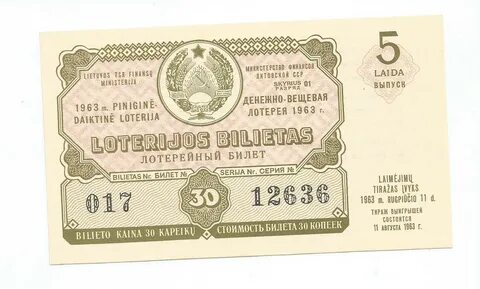 LIETUVOS TSR FINANSŲ
MINISTERIJA
МИНИСТЕРСТВО ФИНАНСОВ
ЛИТОВСКОЙ ССР
SKYRIUS 01
РАЗРЯД
1963 m. PINIGINĖ-
DAIKTINĖ LOTERIJA
ДЕНЕЖНО-ВЕЩЕВАЯ
ЛОТЕРЕЯ 1963 г.
LOTERIJOS BILIETAS
ЛОТЕРЕЙНЫЙ БИЛЕТ
BILIETAS Nr. БИЛЕТ №
SERIJA Nr. СЕРИЯ №
017
30
12636
BILIETO KAINA 30 KAPEIKŲ
СТОИМОСТЬ БИЛЕТА 30 КОПЕЕК
5
LAIDA
ВЫПУСК
LAIMĖJIMŲ
TIRAŽAS ĮVYKS
1963 m. RUGPIŪČIO 11 d.
ТИРАЖ ВЫИГРЫШЕЙ
СОСТОИТСЯ
11 АВГУСТА 1963 г.